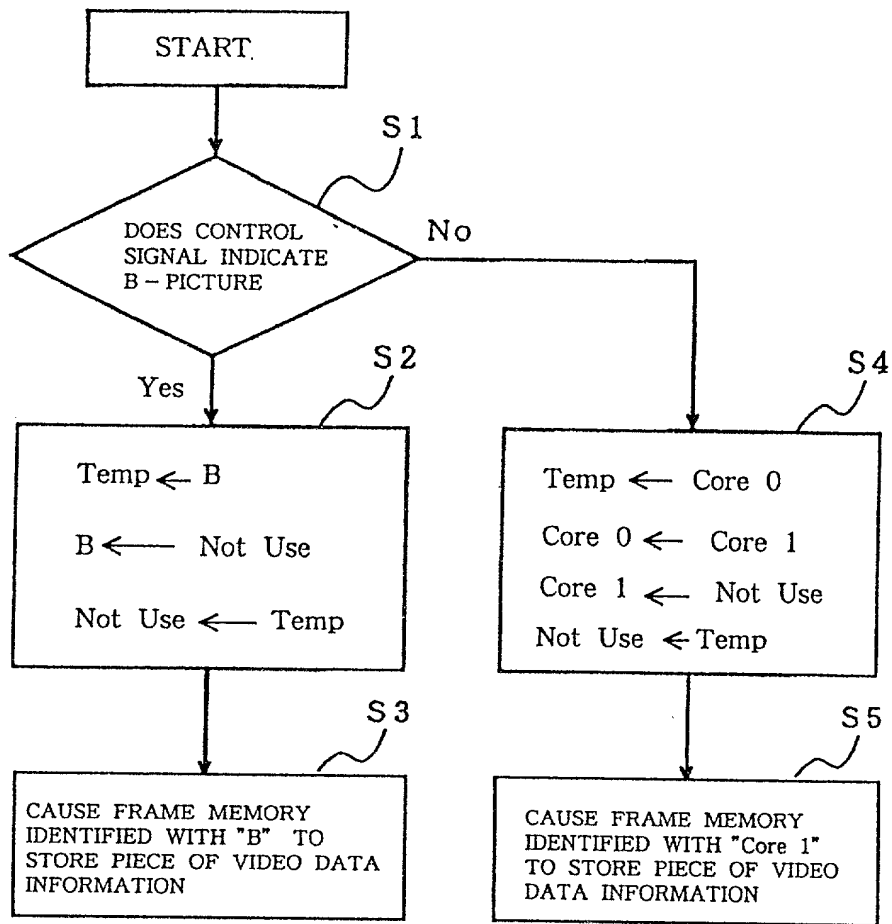 START
S1
DOES CONTROL
SIGNAL INDICATE
B - PICTURE
No
Yes
S2
Temp ← B
B ← Not Use
Not Use ← Temp
S4
Temp ← Core 0
Core 0 ← Core 1
Core 1 ← Not Use
Not Use ← Temp
S3
CAUSE FRAME MEMORY
IDENTIFIED WITH "B" TO
STORE PIECE OF VIDEO DATA
INFORMATION
S5
CAUSE FRAME MEMORY
IDENTIFIED WITH "Core 1"
TO STORE PIECE OF VIDEO
DATA INFORMATION